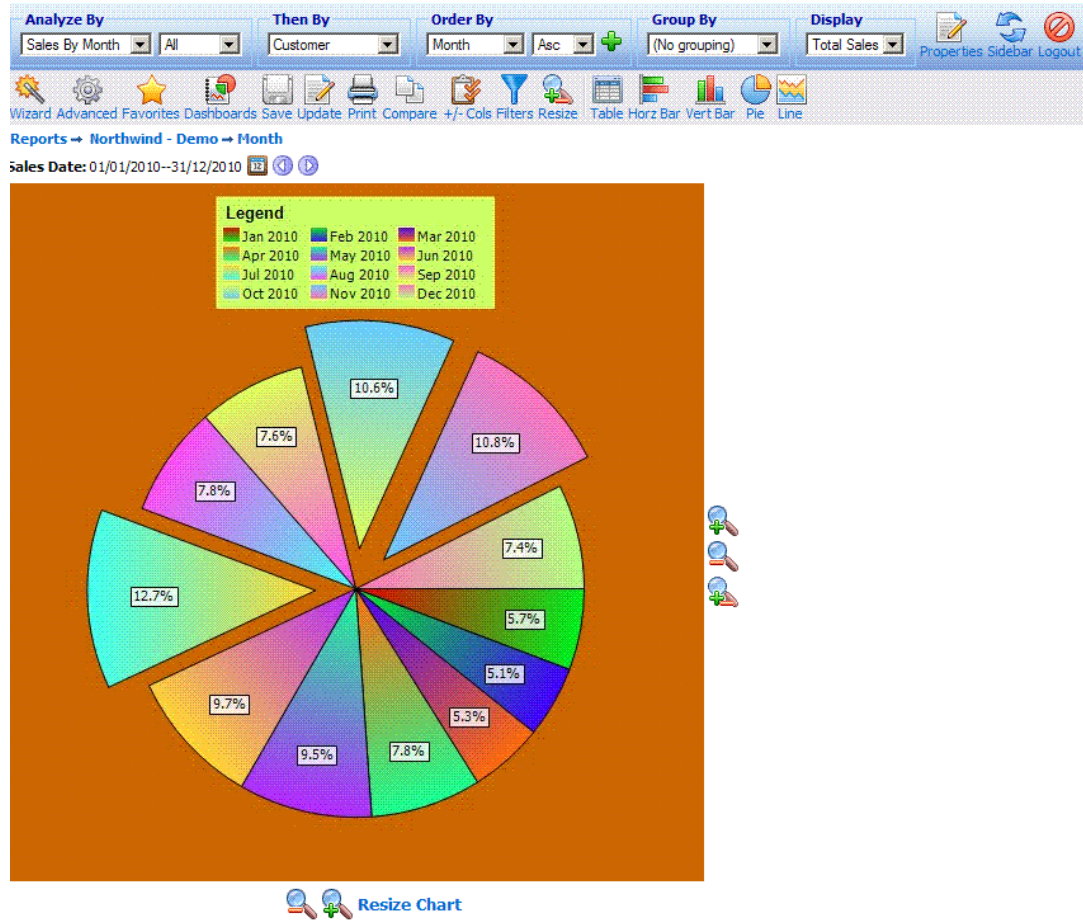 Analyze By Then By Order By Group By Display
Sales By Month All Customer Month Asc (No grouping) Total Sales
Properties Sidebar Logout
Wizard Advanced Favorites Dashboards Save Update Print Compare +/- Cols Filters Resize Table Horz Bar Vert Bar Pie Line
Reports → Northwind - Demo → Month
Sales Date: 01/01/2010--31/12/2010 12
Legend
Jan 2010 Feb 2010 Mar 2010
Apr 2010 May 2010 Jun 2010
Jul 2010 Aug 2010 Sep 2010
Oct 2010 Nov 2010 Dec 2010
10.6%
7.6%
10.8%
7.8%
7.4%
12.7%
5.7%
5.1%
9.7%
5.3%
9.5%
7.8%
Resize Chart